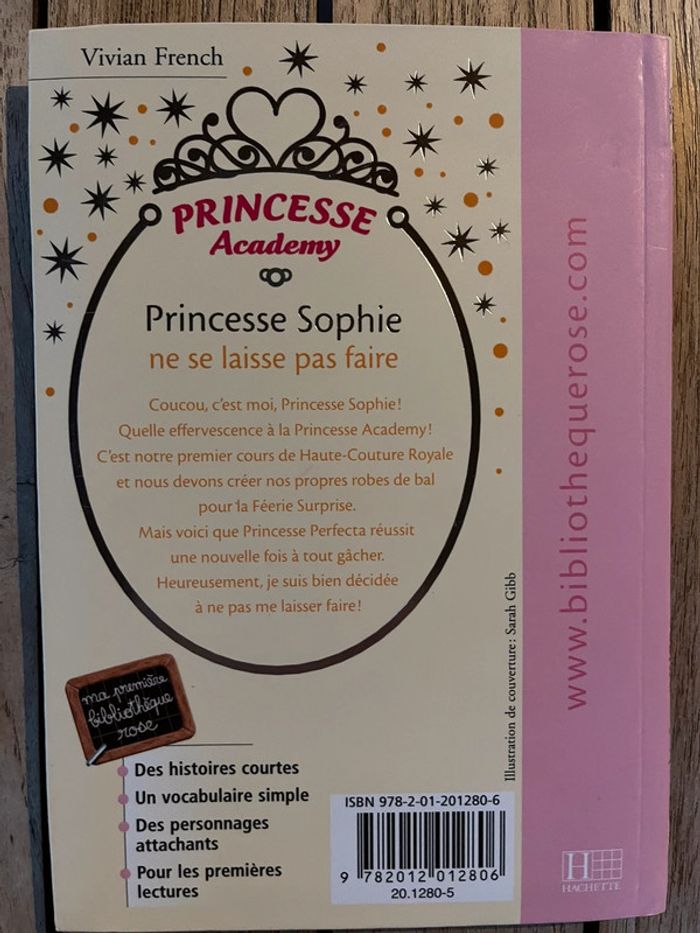 Vivian French
PRINCESSE
Academy
Princesse Sophie
ne se laisse pas faire
Coucou, c'est moi, Princesse Sophie!
Quelle effervescence à la Princesse Academy!
C'est notre premier cours de Haute-Couture Royale
et nous devons créer nos propres robes de bal
pour la Féerie Surprise.
Mais voici que Princesse Perfecta réussit
une nouvelle fois à tout gâcher.
Heureusement, je suis bien décidée
à ne pas me laisser faire!
ma première
bibliothèque
rose
Des histoires courtes
Un vocabulaire simple
Des personnages
attachants
Pour les premières
lectures
Illustration de couverture: Sarah Gibb
ISBN 978-2-01-201280-6
9 782012 012806
20.1280-5
www.bibliothequerose.com
H
HACHETTE